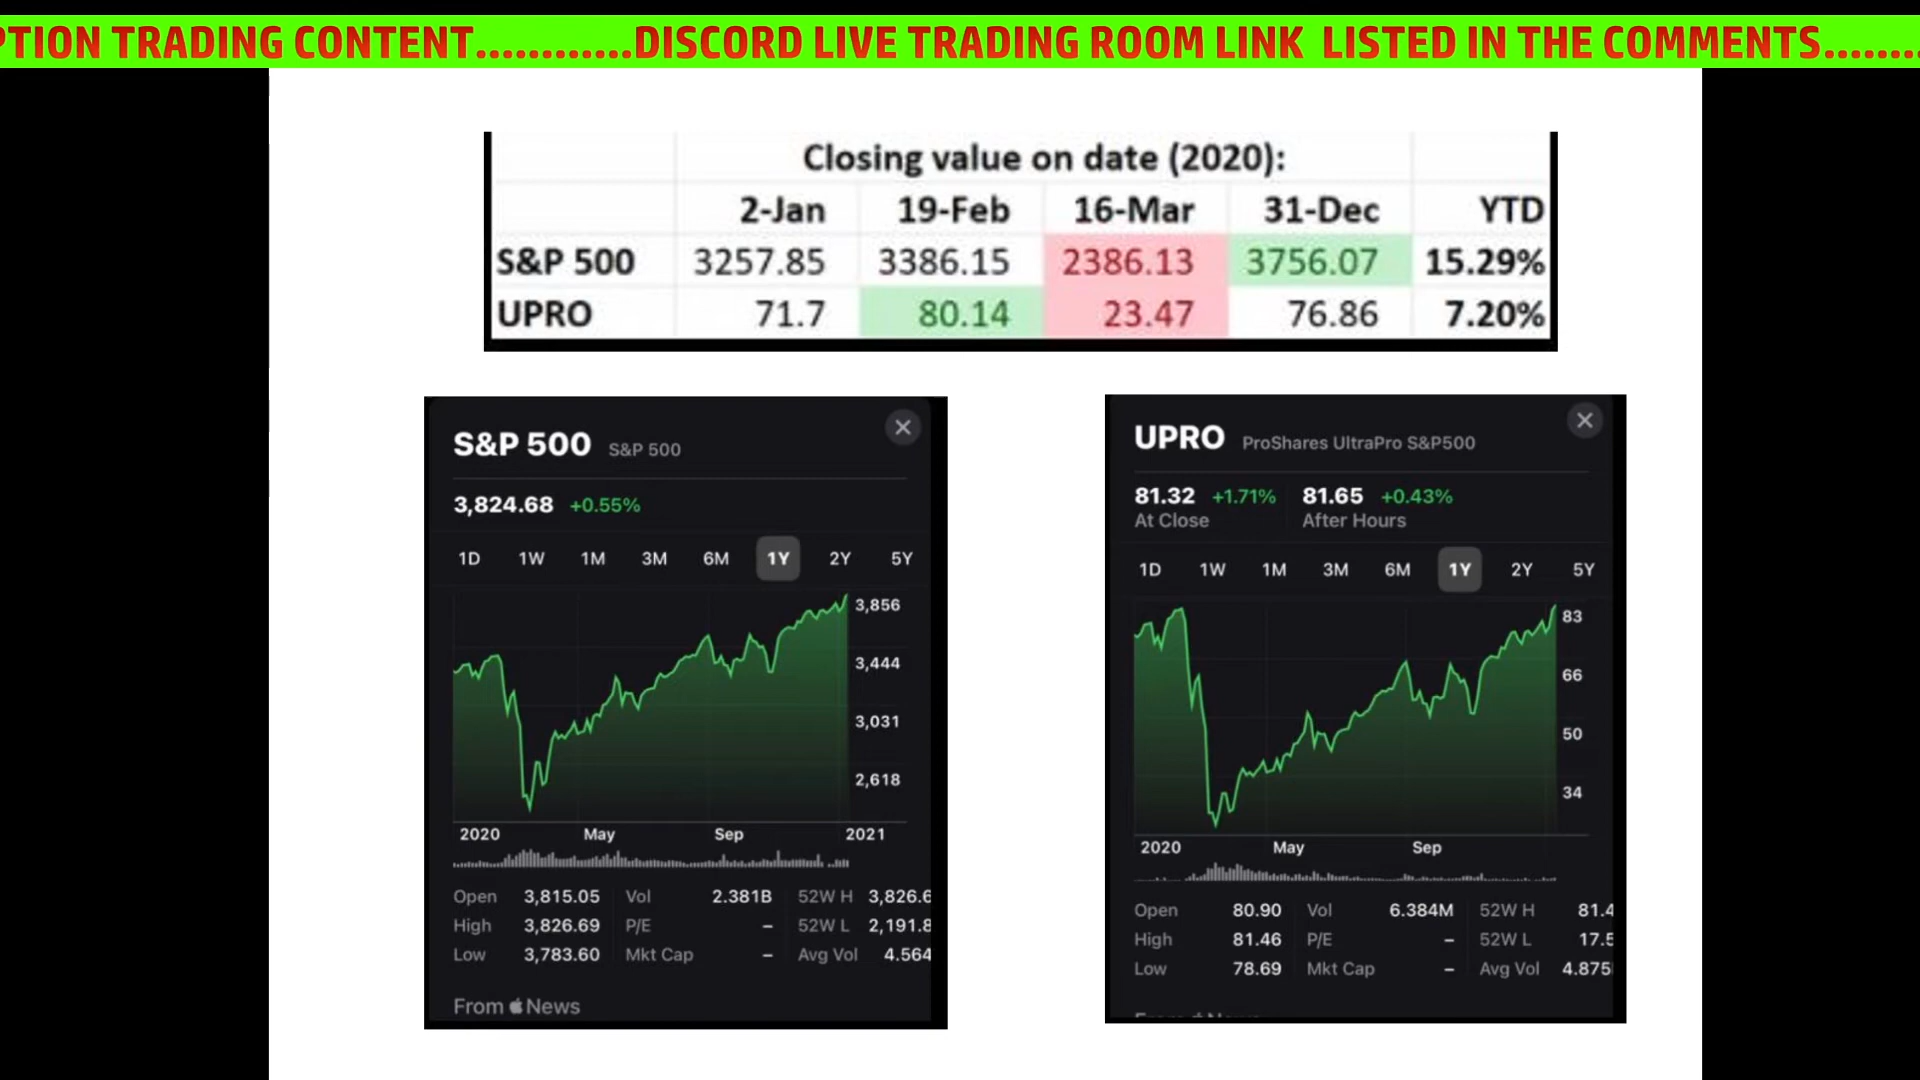 PTION TRADING CONTENT............DISCORD LIVE TRADING ROOM LINK LISTED IN THE COMMENTS........
Closing value on date (2020):
2-Jan 19-Feb 16-Mar 31-Dec YTD
S&P 500 3257.85 3386.15 2386.13 3756.07 15.29%
UPRO 71.7 80.14 23.47 76.86 7.20%
S&P 500 S&P 500
3,824.68 +0.55%
1D 1W 1M 3M 6M 1Y 2Y 5Y
3,856
3,444
3,031
2,618
2020 May Sep 2021
Open 3,815.05 Vol 2.381B 52W H 3,826.6
High 3,826.69 P/E – 52W L 2,191.8
Low 3,783.60 Mkt Cap – Avg Vol 4.564
From News
UPRO ProShares UltraPro S&P500
81.32 +1.71% 81.65 +0.43%
At Close After Hours
1D 1W 1M 3M 6M 1Y 2Y 5Y
83
66
50
34
2020 May Sep
Open 80.90 Vol 6.384M 52W H 81.4
High 81.46 P/E – 52W L 17.5
Low 78.69 Mkt Cap – Avg Vol 4.875